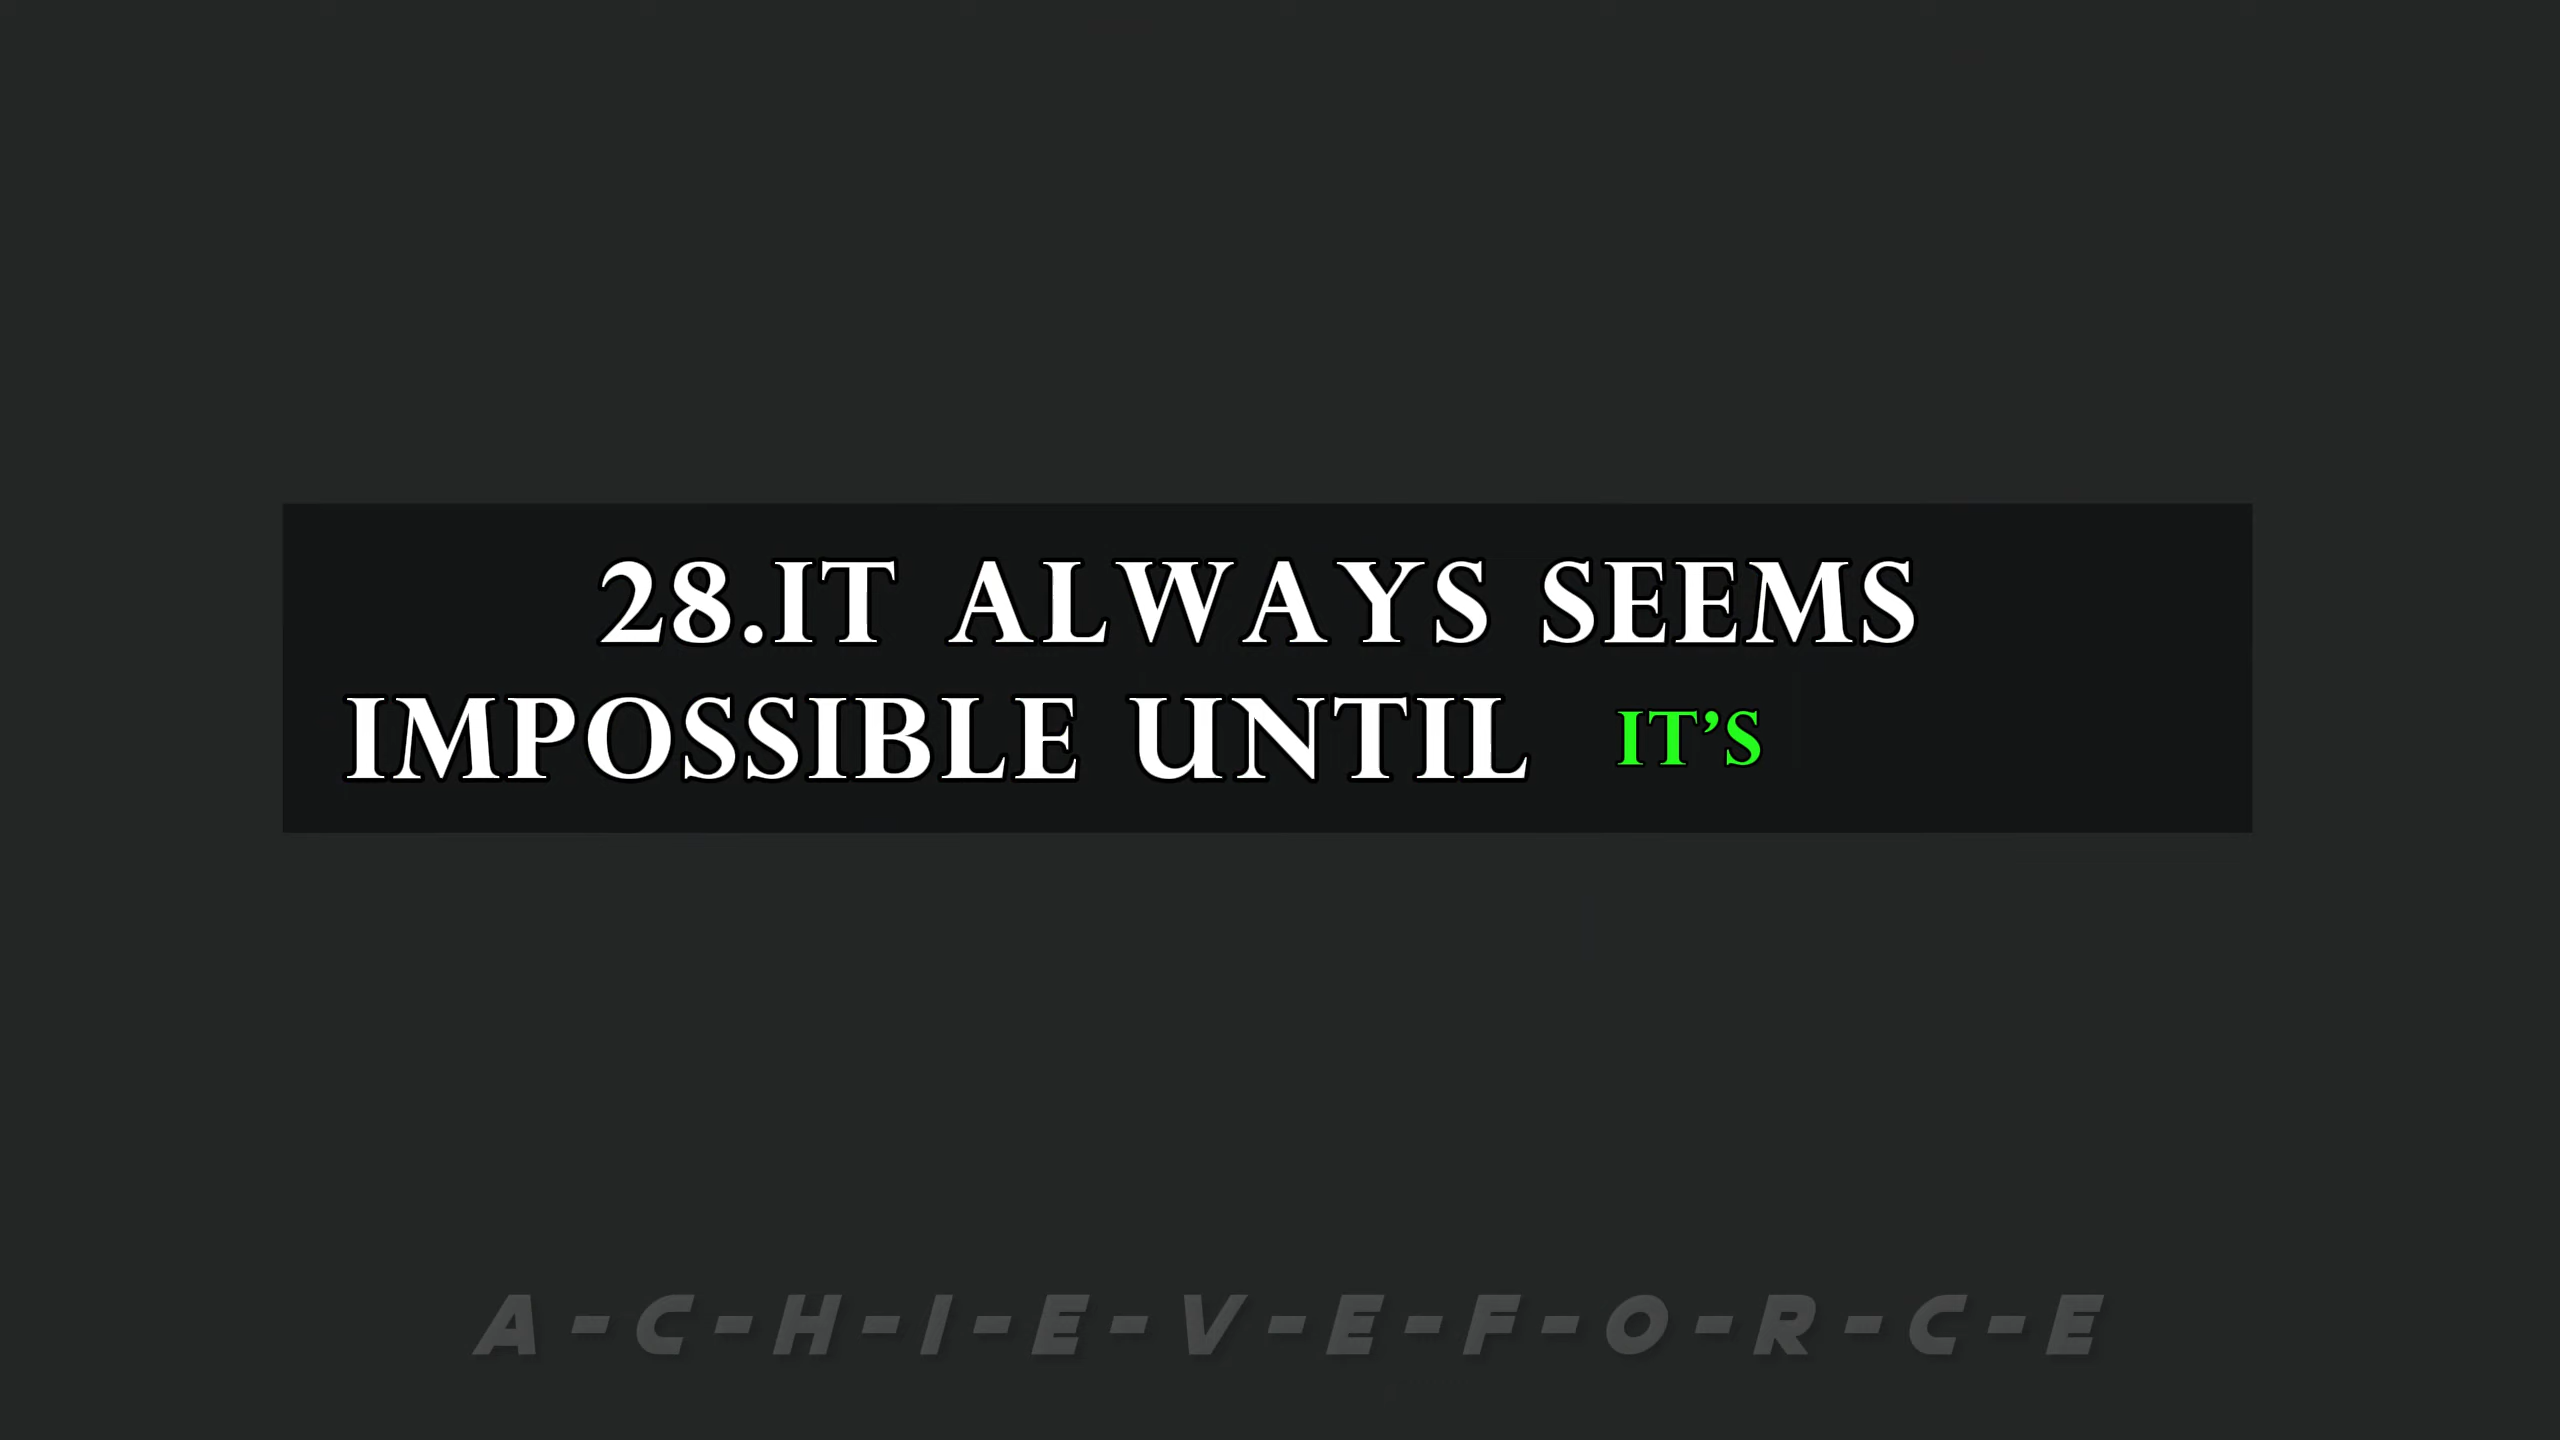 28.IT ALWAYS SEEMS
IMPOSSIBLE UNTIL IT’S
A-C-H-I-E-V-E-F-O-R-C-E